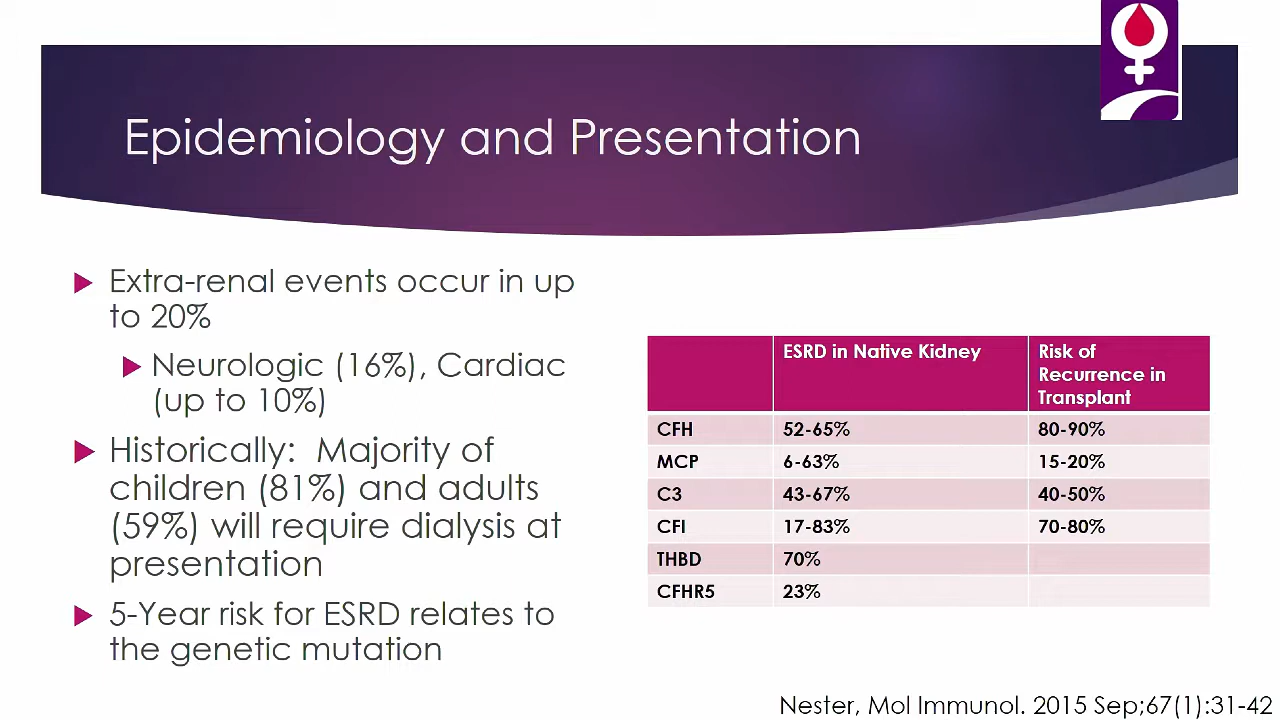 Epidemiology and Presentation
Extra-renal events occur in up
to 20%
Neurologic (16%), Cardiac
(up to 10%)
Historically:  Majority of
children (81%) and adults
(59%) will require dialysis at
presentation
5-Year risk for ESRD relates to
the genetic mutation
ESRD in Native Kidney
Risk of
Recurrence in
Transplant
CFH 52-65% 80-90%
MCP 6-63% 15-20%
C3 43-67% 40-50%
CFI 17-83% 70-80%
THBD 70%
CFHR5 23%
Nester, Mol Immunol. 2015 Sep;67(1):31-42